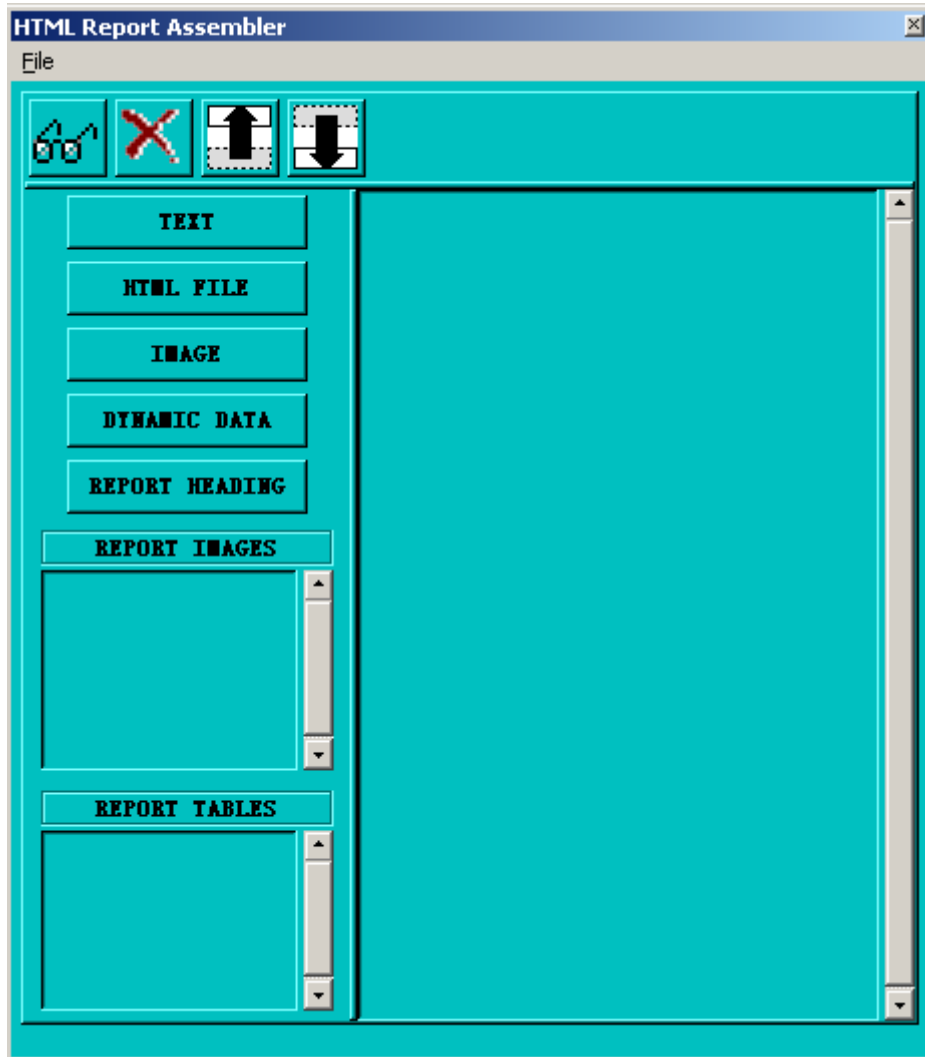 HTML Report Assembler
File
TEXT
HTML FILE
IMAGE
DYNAMIC DATA
REPORT HEADING
REPORT IMAGES
REPORT TABLES